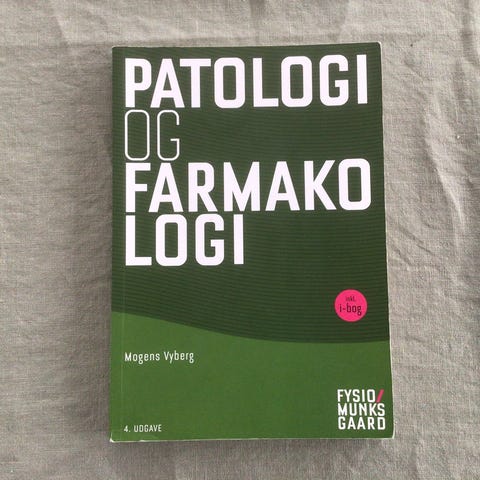 PATOLOGI
OG
FARMAKO
LOGI
inkl.
i-bog
Mogens Vyberg
FYSIO/
MUNKS
GAARD
4. UDGAVE